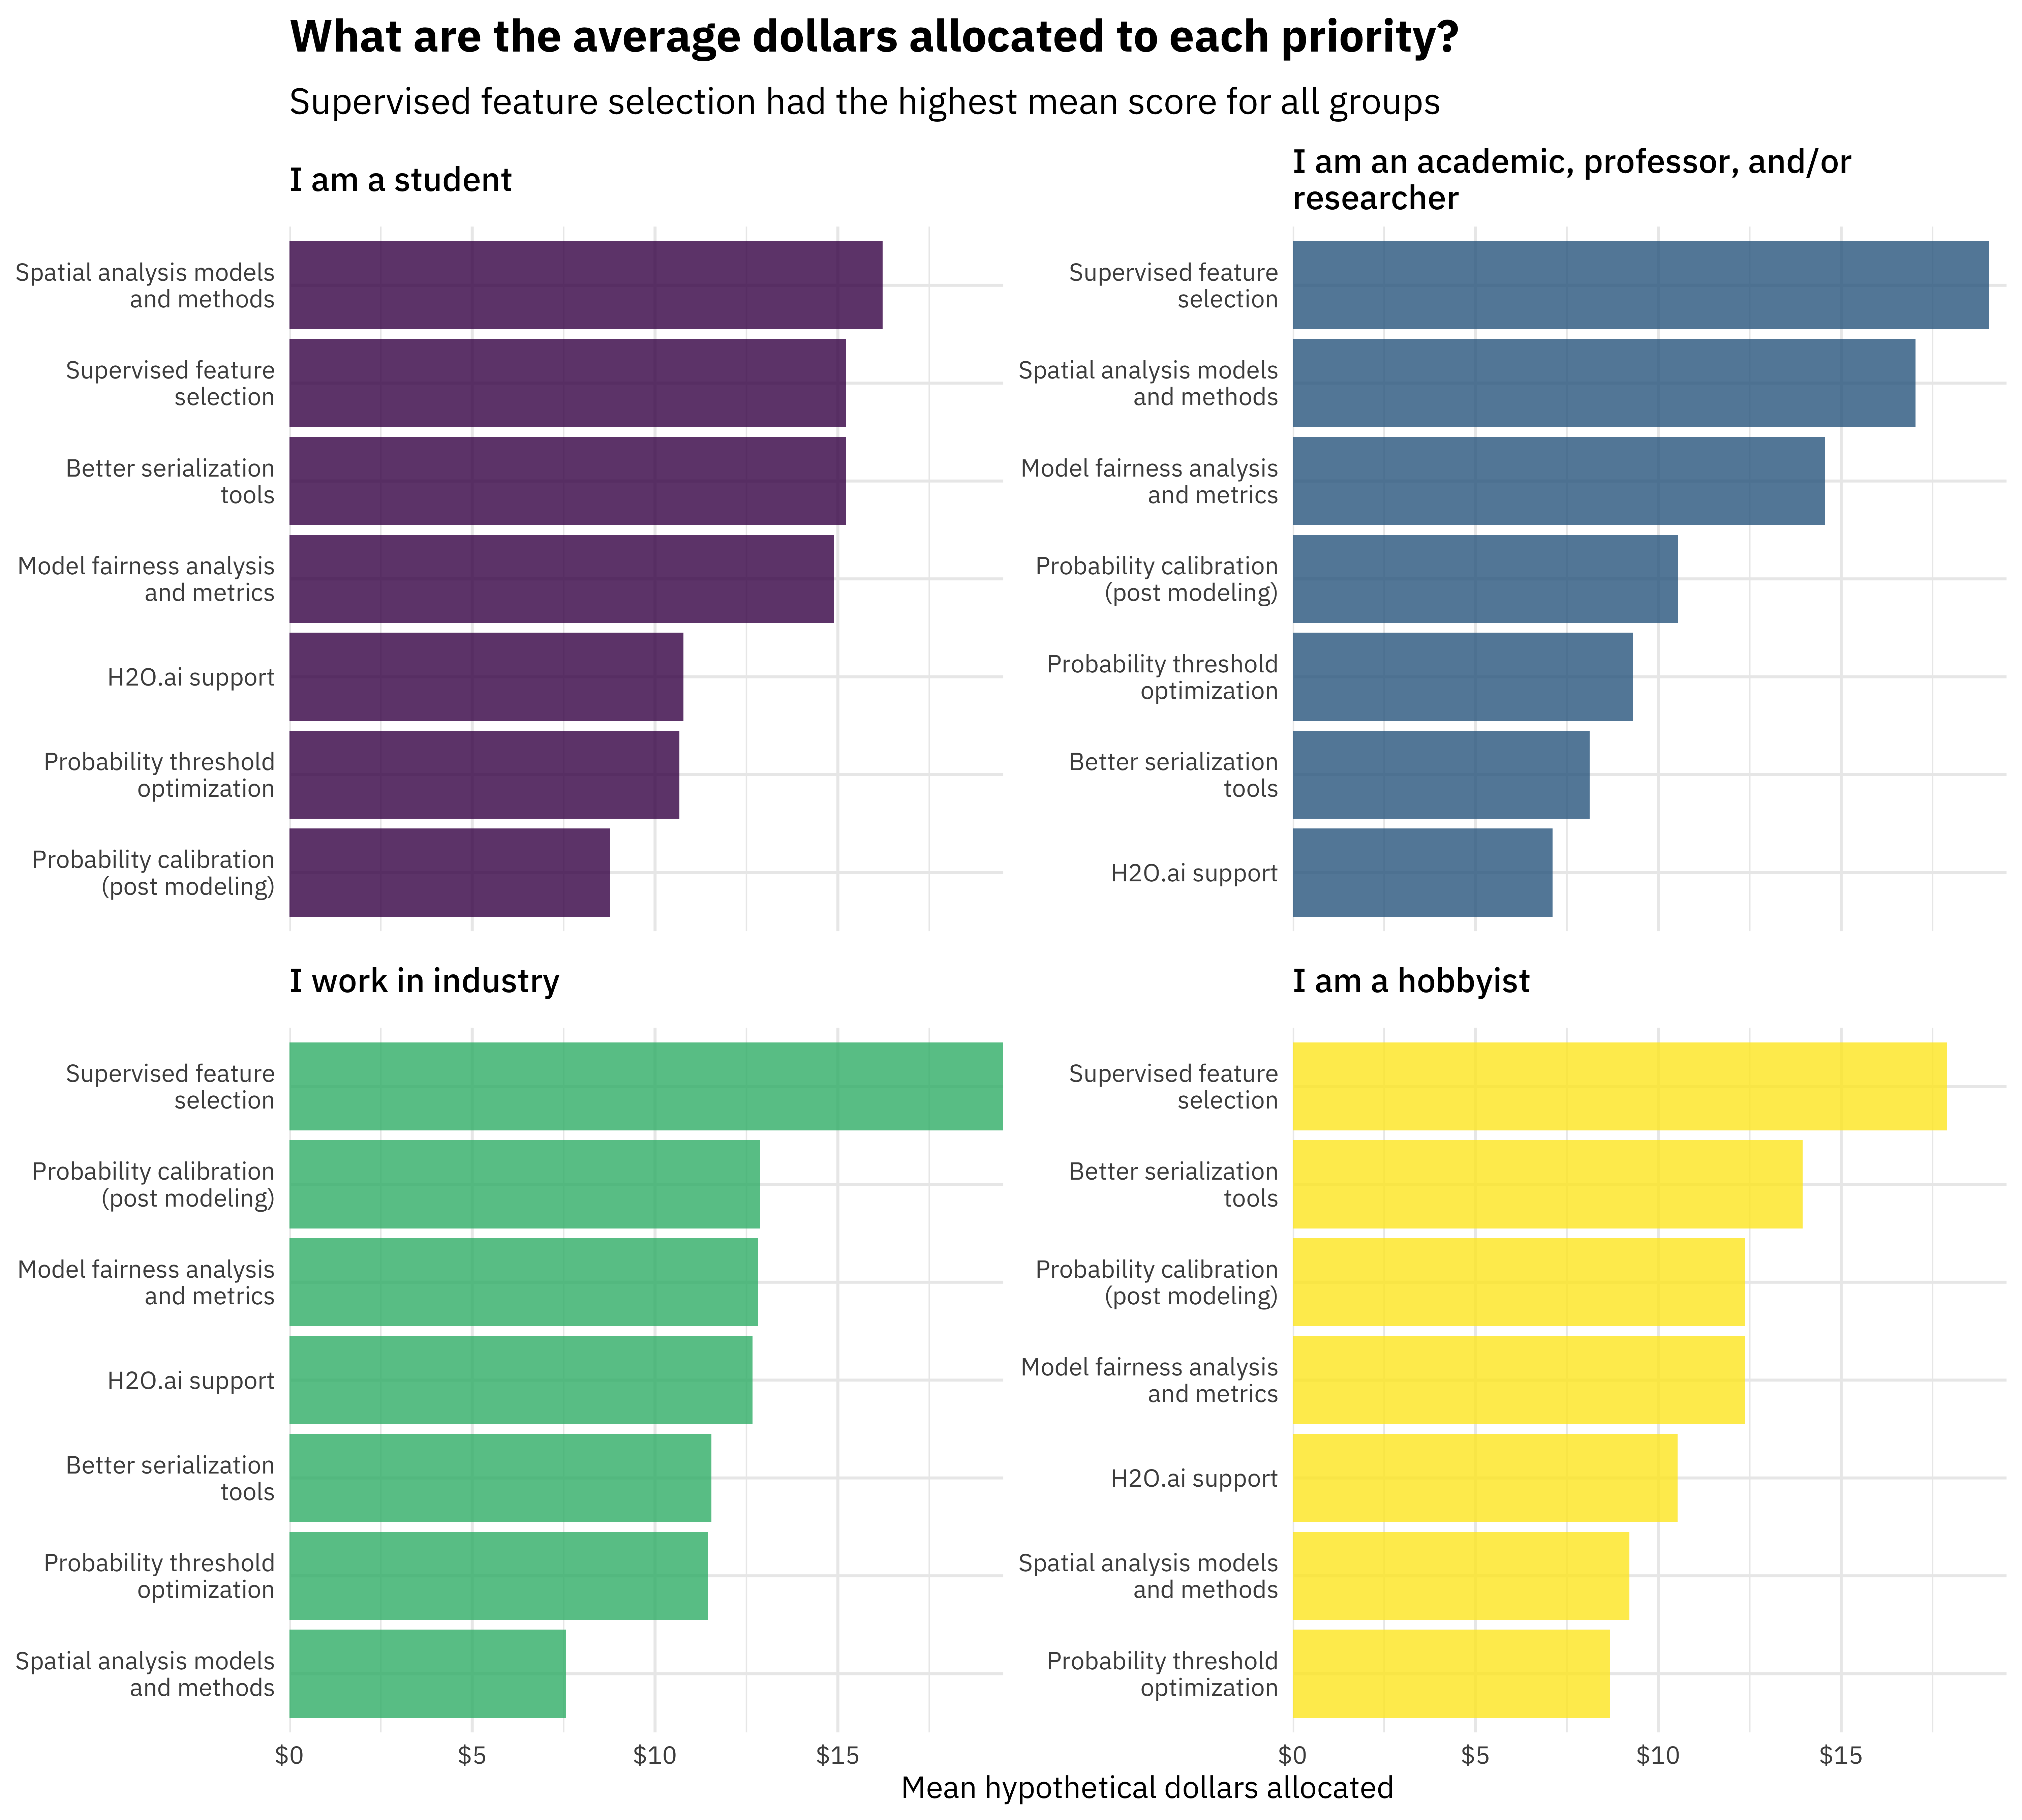 What are the average dollars allocated to each priority?
Supervised feature selection had the highest mean score for all groups
I am a student
Spatial analysis models
and methods
Supervised feature
selection
Better serialization
tools
Model fairness analysis
and metrics
H2O.ai support
Probability threshold
optimization
Probability calibration
(post modeling)
I am an academic, professor, and/or
researcher
Supervised feature
selection
Spatial analysis models
and methods
Model fairness analysis
and metrics
Probability calibration
(post modeling)
Probability threshold
optimization
Better serialization
tools
H2O.ai support
I work in industry
Supervised feature
selection
Probability calibration
(post modeling)
Model fairness analysis
and metrics
H2O.ai support
Better serialization
tools
Probability threshold
optimization
Spatial analysis models
and methods
$0 $5 $10 $15
I am a hobbyist
Supervised feature
selection
Better serialization
tools
Probability calibration
(post modeling)
Model fairness analysis
and metrics
H2O.ai support
Spatial analysis models
and methods
Probability threshold
optimization
$0 $5 $10 $15
Mean hypothetical dollars allocated